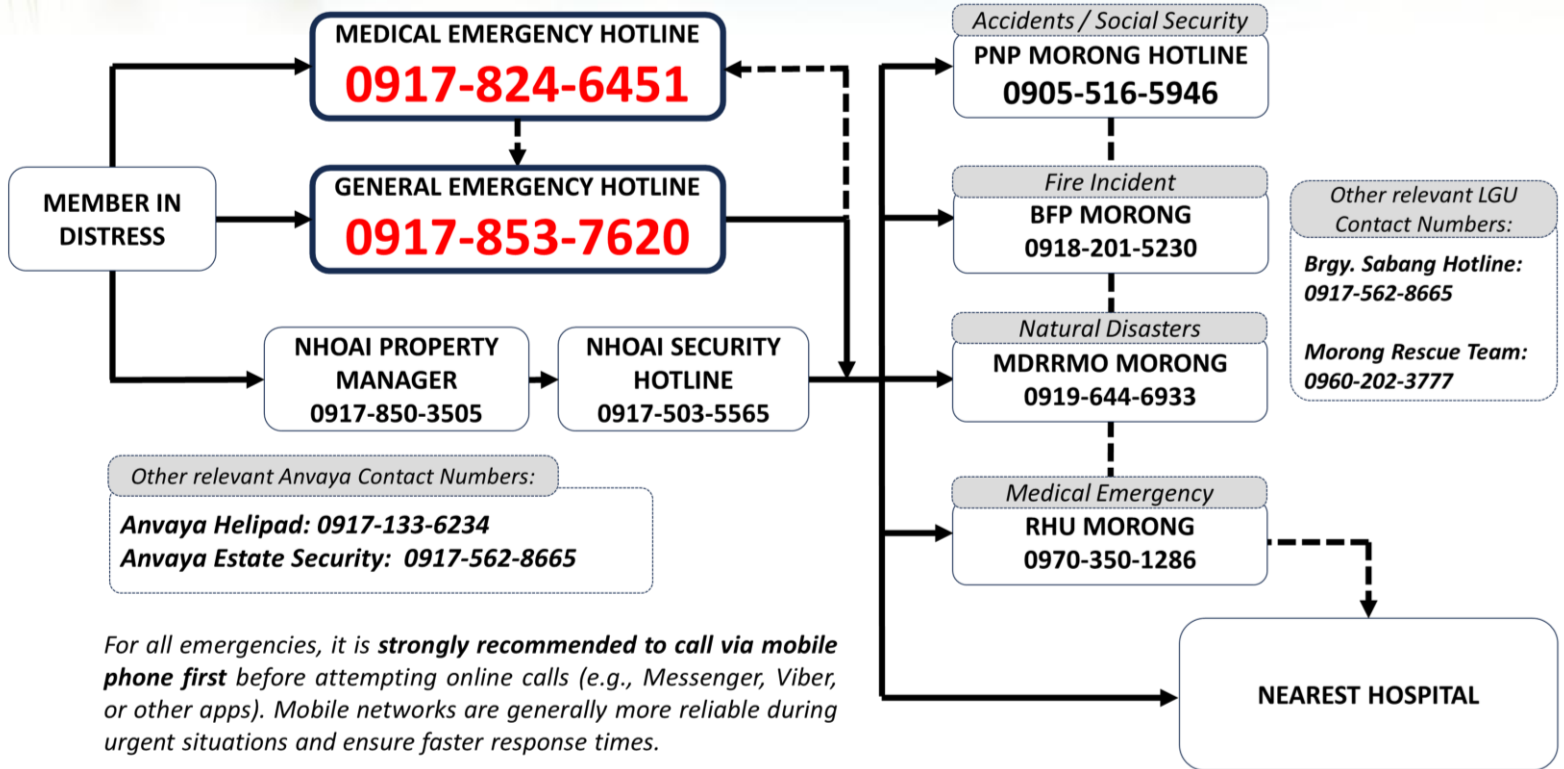 MEDICAL EMERGENCY HOTLINE
0917-824-6451
GENERAL EMERGENCY HOTLINE
0917-853-7620
MEMBER IN
DISTRESS
NHOAI PROPERTY
MANAGER
0917-850-3505
NHOAI SECURITY
HOTLINE
0917-503-5565
Other relevant Anvaya Contact Numbers:
Anvaya Helipad: 0917-133-6234
Anvaya Estate Security: 0917-562-8665
For all emergencies, it is strongly recommended to call via mobile
phone first before attempting online calls (e.g., Messenger, Viber,
or other apps). Mobile networks are generally more reliable during
urgent situations and ensure faster response times.
Accidents / Social Security
PNP MORONG HOTLINE
0905-516-5946
Fire Incident
BFP MORONG
0918-201-5230
Natural Disasters
MDRRMO MORONG
0919-644-6933
Medical Emergency
RHU MORONG
0970-350-1286
Other relevant LGU
Contact Numbers:
Brgy. Sabang Hotline:
0917-562-8665
Morong Rescue Team:
0960-202-3777
NEAREST HOSPITAL